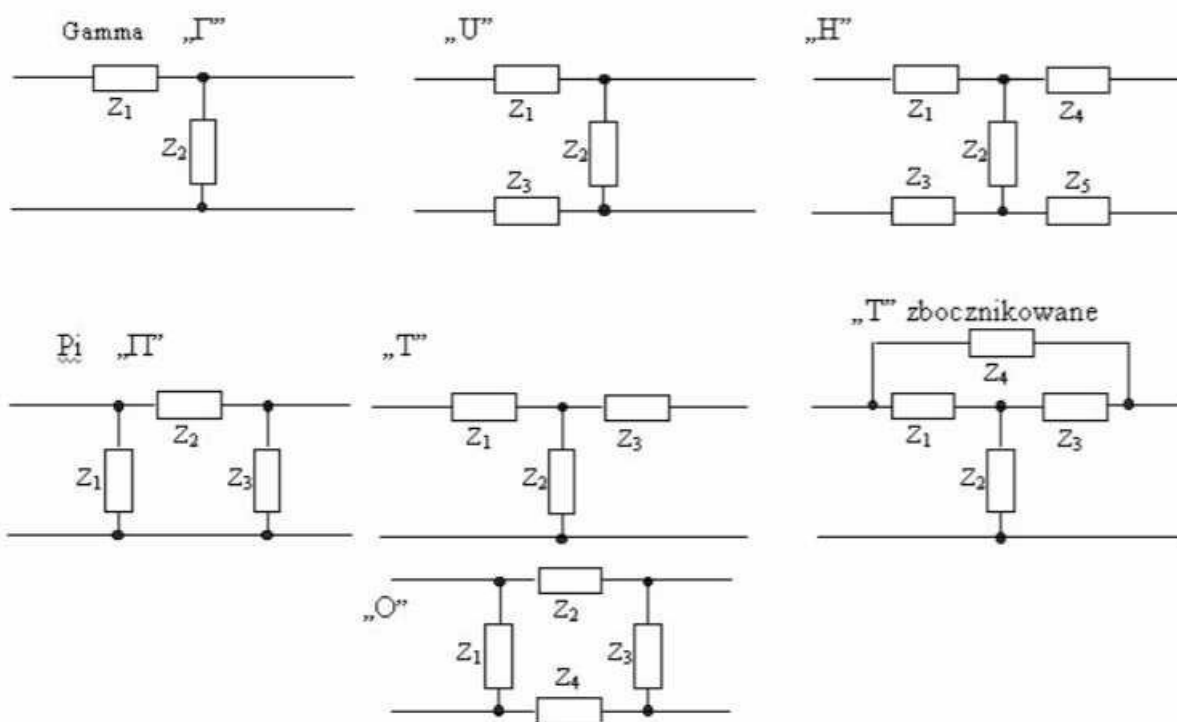 Gamma „Γ”
Z₁
Z₂
„U”
Z₁
Z₂
Z₃
„H”
Z₁
Z₄
Z₂
Z₃
Z₅
Pi „Π”
Z₂
Z₁
Z₃
„T”
Z₁
Z₃
Z₂
„T” zbocznikowane
Z₄
Z₁
Z₃
Z₂
„O”
Z₂
Z₁
Z₃
Z₄